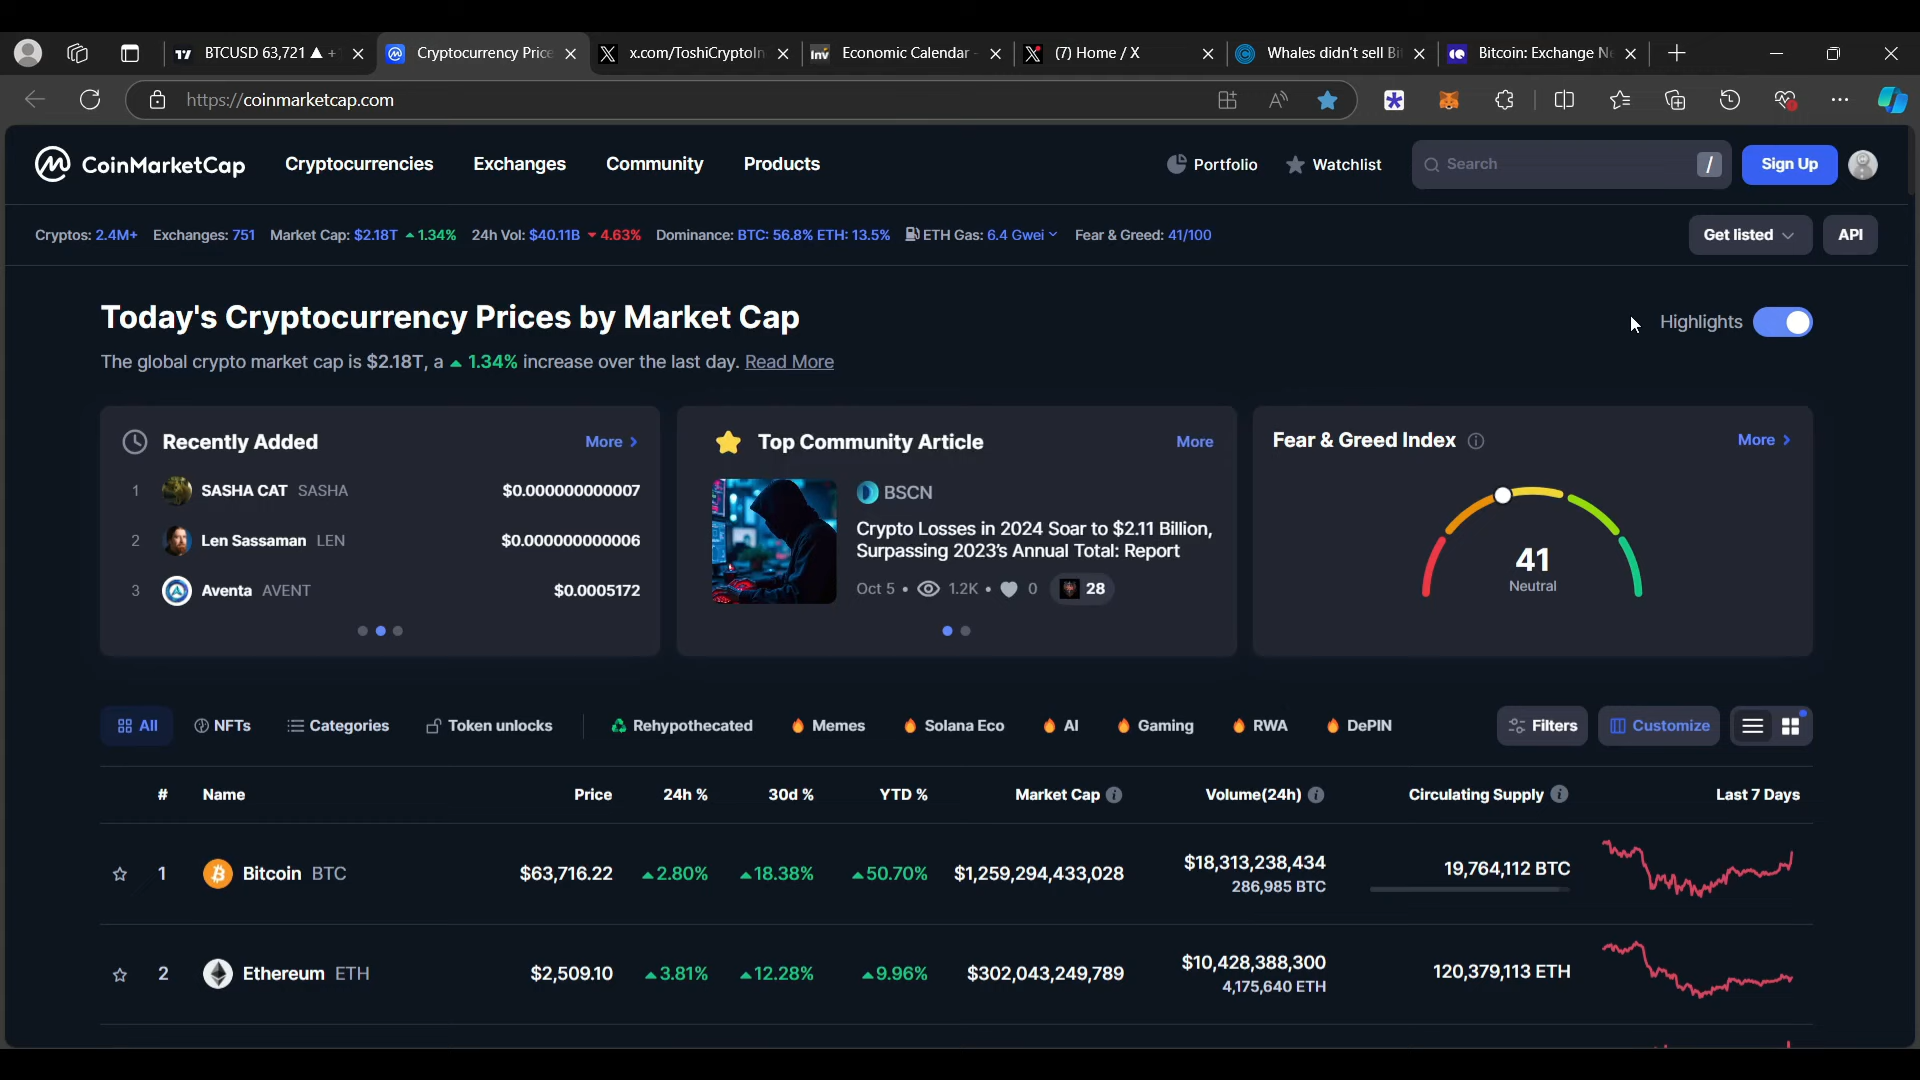 BTCUSD 63,721 ▲ +
Cryptocurrency Price
x.com/ToshiCryptoIn
Inv Economic Calendar -
(7) Home / X
Whales didn't sell Bi
Bitcoin: Exchange Ne
https://coinmarketcap.com
CoinMarketCap
Cryptocurrencies
Exchanges
Community
Products
Portfolio
Watchlist
Search
/
Sign Up
Cryptos: 2.4M+ Exchanges: 751 Market Cap: $2.18T ▲ 1.34% 24h Vol: $40.11B ▼ 4.63% Dominance: BTC: 56.8% ETH: 13.5% ETH Gas: 6.4 Gwei Fear & Greed: 41/100
Get listed
API
Today's Cryptocurrency Prices by Market Cap
Highlights
The global crypto market cap is $2.18T, a ▲ 1.34% increase over the last day. Read More
Recently Added
More >
1 SASHA CAT SASHA $0.000000000007
2 Len Sassaman LEN $0.000000000006
3 Aventa AVENT $0.0005172
Top Community Article
More
BSCN
Crypto Losses in 2024 Soar to $2.11 Billion,
Surpassing 2023's Annual Total: Report
Oct 5 • 1.2K • 0 28
Fear & Greed Index
More >
41
Neutral
All
NFTs
Categories
Token unlocks
Rehypothecated
Memes
Solana Eco
AI
Gaming
RWA
DePIN
Filters
Customize
# Name Price 24h % 30d % YTD % Market Cap Volume(24h) Circulating Supply Last 7 Days
1 Bitcoin BTC $63,716.22 ▲2.80% ▲18.38% ▲50.70% $1,259,294,433,028 $18,313,238,434 19,764,112 BTC
286,985 BTC
2 Ethereum ETH $2,509.10 ▲3.81% ▲12.28% ▲9.96% $302,043,249,789 $10,428,388,300 120,379,113 ETH
4,175,640 ETH